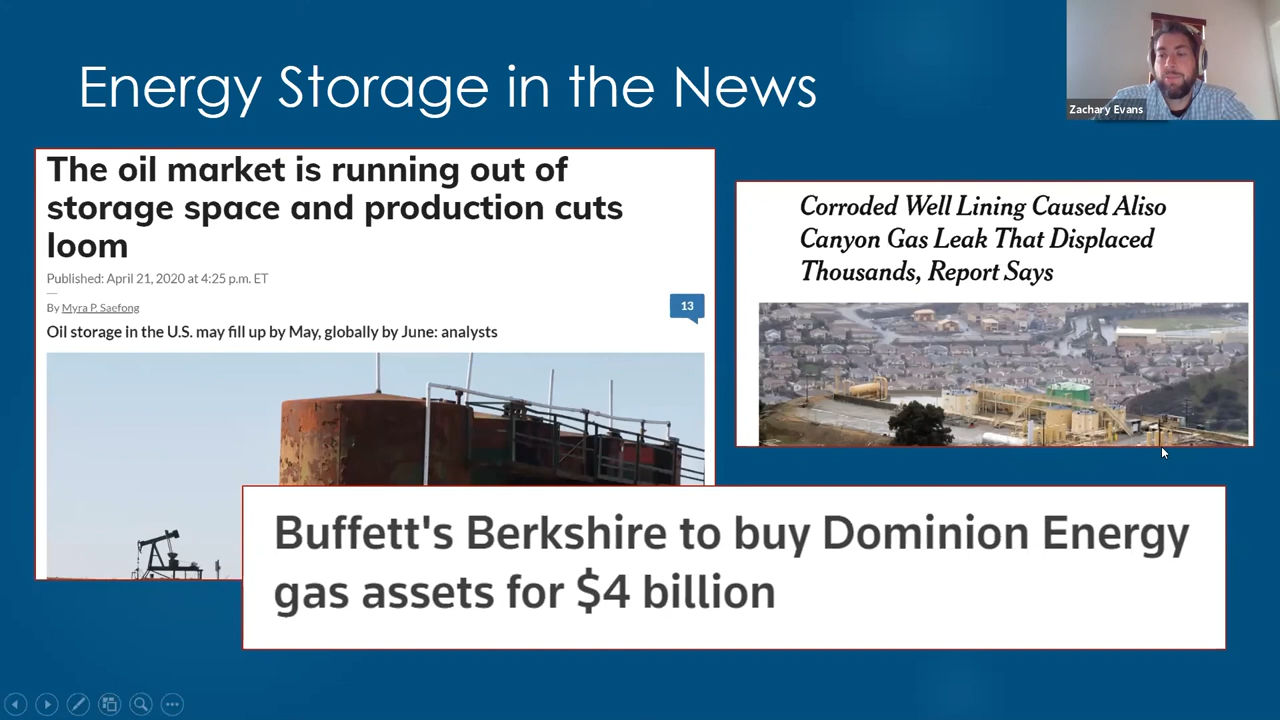 Energy Storage in the News
Zachary Evans
The oil market is running out of
storage space and production cuts
loom
Published: April 21, 2020 at 4:25 p.m. ET
By Myra P. Saefong
13
Oil storage in the U.S. may fill up by May, globally by June: analysts
Corroded Well Lining Caused Aliso
Canyon Gas Leak That Displaced
Thousands, Report Says
Buffett's Berkshire to buy Dominion Energy
gas assets for $4 billion